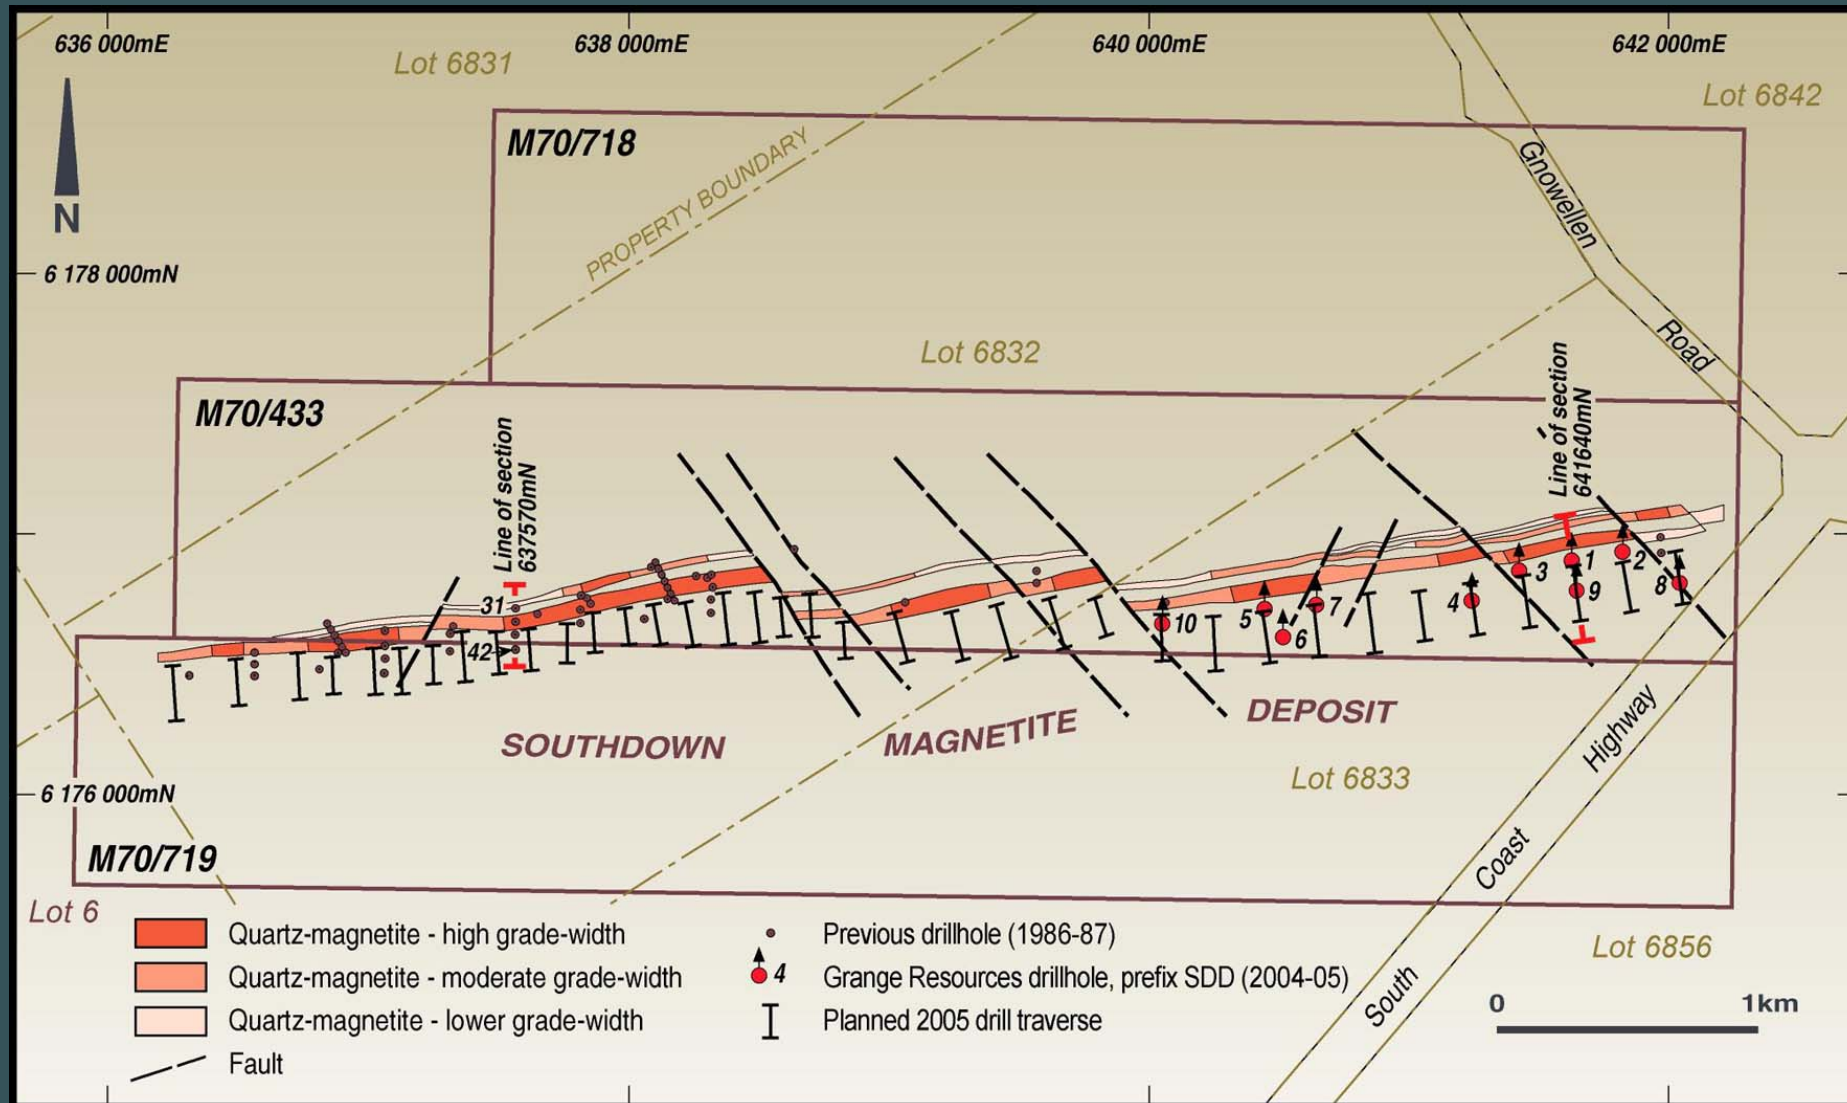 636 000mE
638 000mE
640 000mE
642 000mE
Lot 6831
Lot 6842
M70/718
PROPERTY BOUNDARY
Gnowellen
Road
N
6 178 000mN
Lot 6832
M70/433
Line of section
637570mN
Line of section
641640mN
31
42
10
5
6
7
4
3
1
9
2
8
SOUTHDOWN
MAGNETITE
DEPOSIT
Highway
Coast
South
Lot 6833
6 176 000mN
M70/719
Lot 6
Lot 6856
Quartz-magnetite - high grade-width
Quartz-magnetite - moderate grade-width
Quartz-magnetite - lower grade-width
Fault
Previous drillhole (1986-87)
4
Grange Resources drillhole, prefix SDD (2004-05)
Planned 2005 drill traverse
0
1km